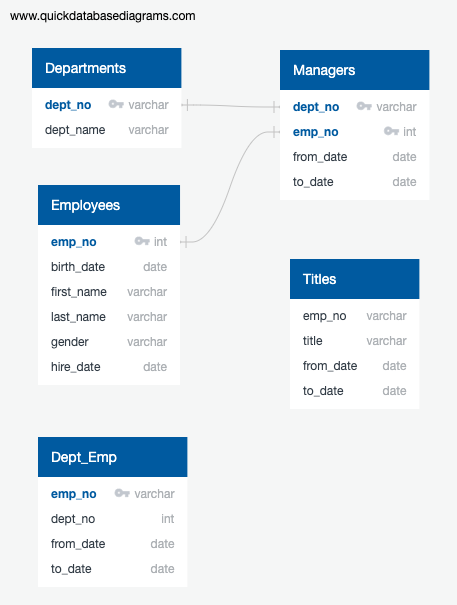 www.quickdatabasediagrams.com
Departments
dept_no varchar
dept_name varchar
Managers
dept_no varchar
emp_no int
from_date date
to_date date
Employees
emp_no int
birth_date date
first_name varchar
last_name varchar
gender varchar
hire_date date
Titles
emp_no varchar
title varchar
from_date date
to_date date
Dept_Emp
emp_no varchar
dept_no int
from_date date
to_date date